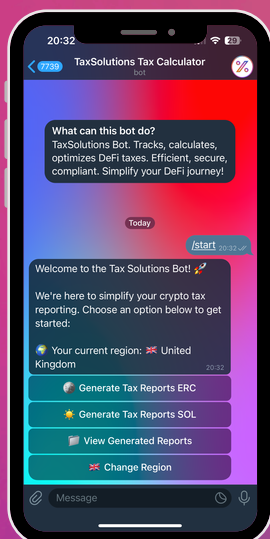 20:32
29
7739
TaxSolutions Tax Calculator
bot
What can this bot do?
TaxSolutions Bot. Tracks, calculates,
optimizes DeFi taxes. Efficient, secure,
compliant. Simplify your DeFi journey!
Today
/start 20:32
Welcome to the Tax Solutions Bot! 🚀
We're here to simplify your crypto tax
reporting. Choose an option below to get
started:
🌍 Your current region: 🇬🇧 United
Kingdom
20:32
Generate Tax Reports ERC
☀️ Generate Tax Reports SOL
View Generated Reports
🇬🇧 Change Region
Message